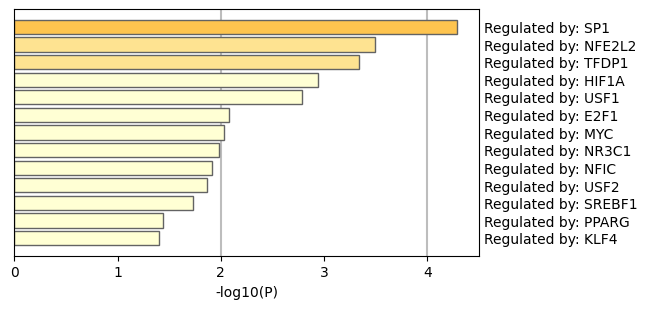 Regulated by: SP1
Regulated by: NFE2L2
Regulated by: TFDP1
Regulated by: HIF1A
Regulated by: USF1
Regulated by: E2F1
Regulated by: MYC
Regulated by: NR3C1
Regulated by: NFIC
Regulated by: USF2
Regulated by: SREBF1
Regulated by: PPARG
Regulated by: KLF4
0 1 2 3 4
-log10(P)